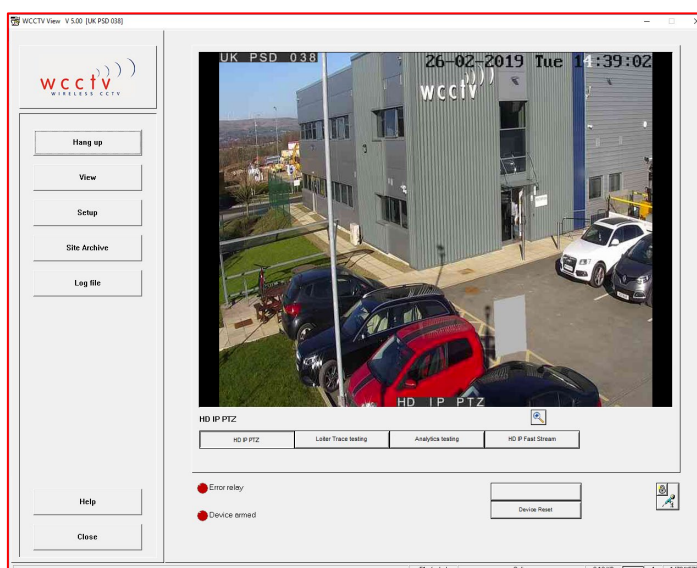 WCCTV View V 5.00 [UK PSD 038]
wcctv
WIRELESS CCTV
Hang up
View
Setup
Site Archive
Log file
Help
Close
UK PSD 038
26-02-2019 Tue 14:39:02
wcctv
HD IP PTZ
HD IP PTZ
HD IP PTZ
Loiter Trace testing
Analytics testing
HD IP Fast Stream
Error relay
Device armed
Device Reset